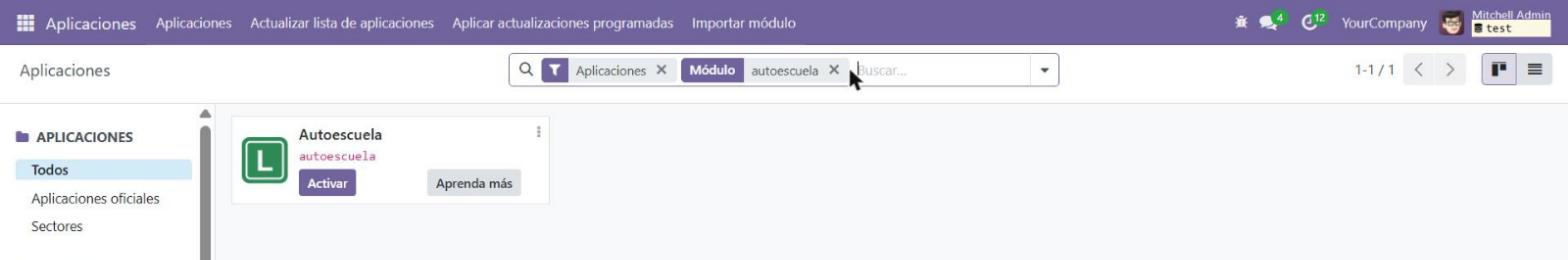 Aplicaciones Aplicaciones Actualizar lista de aplicaciones Aplicar actualizaciones programadas Importar módulo 4 12 YourCompany Mitchell Admin
test
Aplicaciones Aplicaciones Módulo autoescuela Buscar... 1-1 / 1
APLICACIONES
Todos
Aplicaciones oficiales
Sectores
L
Autoescuela
autoescuela
Activar Aprenda más